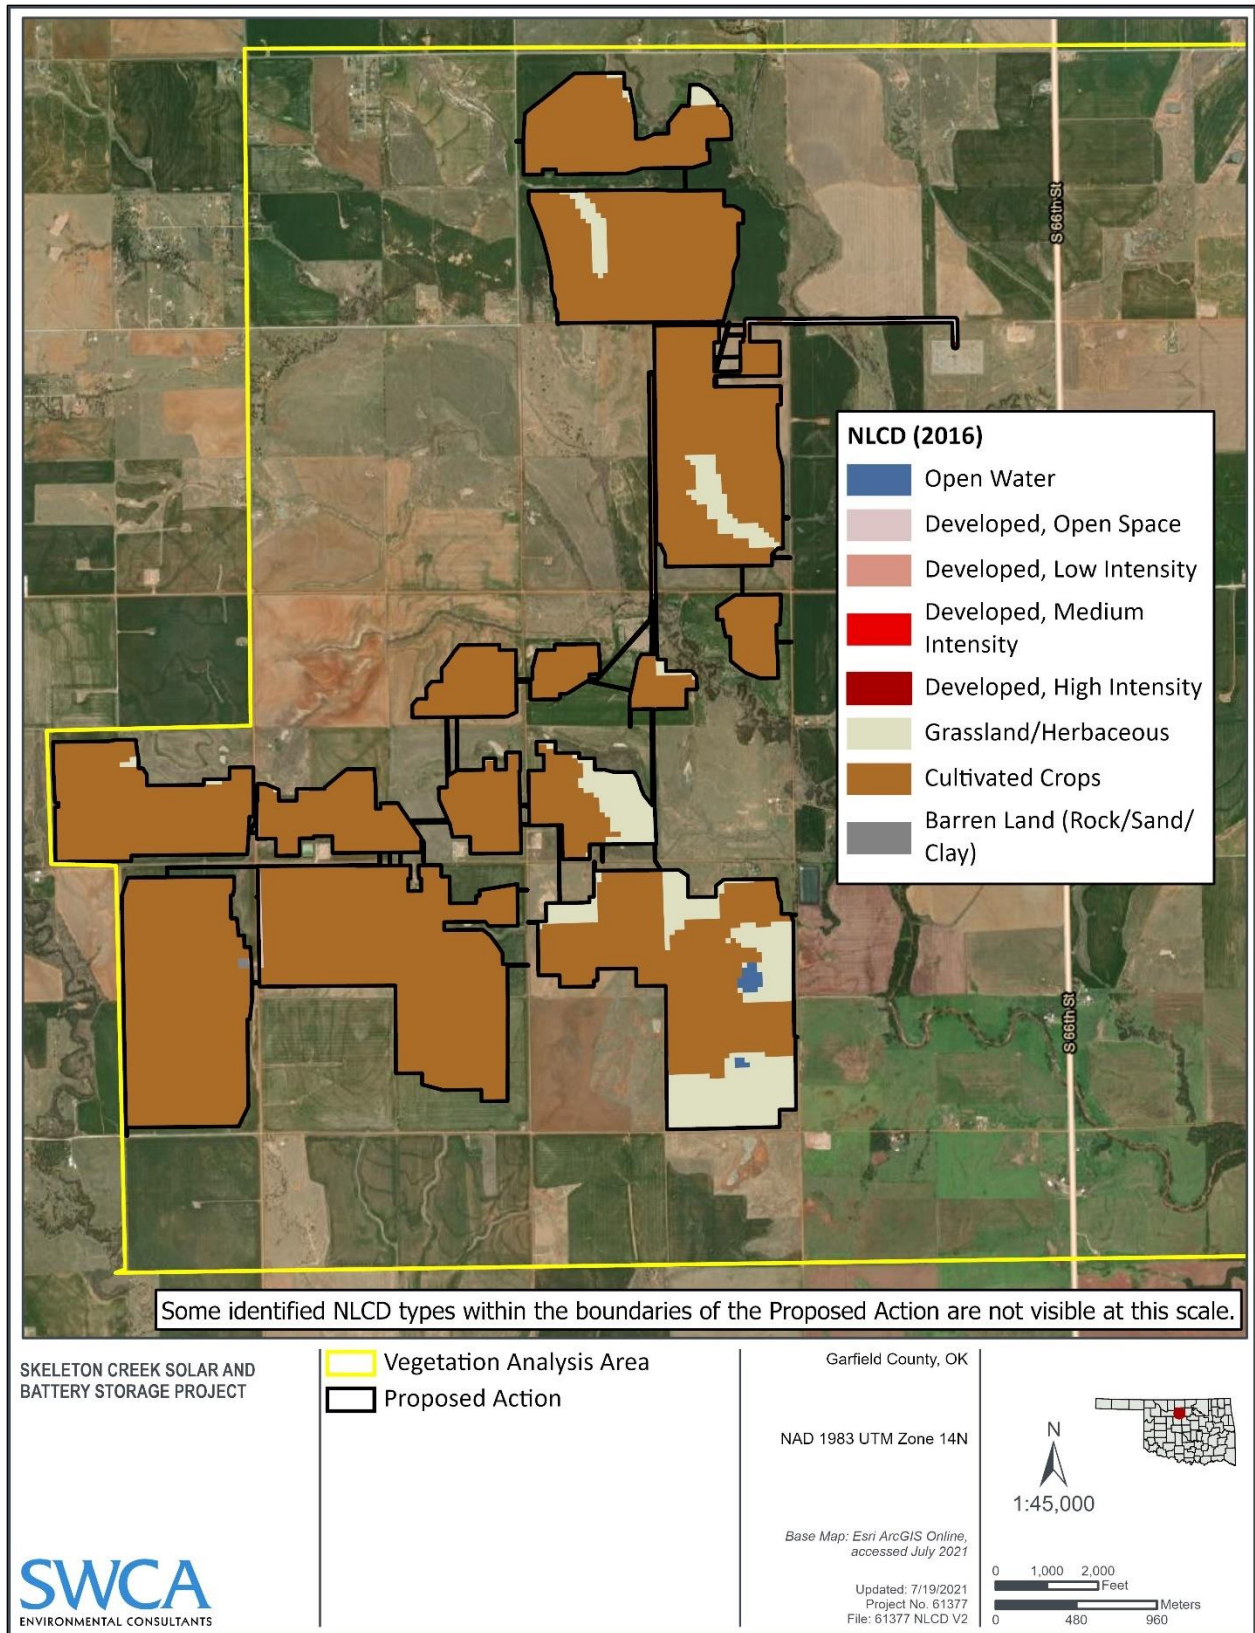 S 66th St
NLCD (2016)
Open Water
Developed, Open Space
Developed, Low Intensity
Developed, Medium
Intensity
Developed, High Intensity
Grassland/Herbaceous
Cultivated Crops
Barren Land (Rock/Sand/
Clay)
S 66th St
Some identified NLCD types within the boundaries of the Proposed Action are not visible at this scale.
SKELETON CREEK SOLAR AND
BATTERY STORAGE PROJECT
SWCA
ENVIRONMENTAL CONSULTANTS
Vegetation Analysis Area
Proposed Action
Garfield County, OK
NAD 1983 UTM Zone 14N
Base Map: Esri ArcGIS Online,
accessed July 2021
Updated: 7/19/2021
Project No. 61377
File: 61377 NLCD V2
N
1:45,000
0 1,000 2,000
Feet
Meters
0 480 960